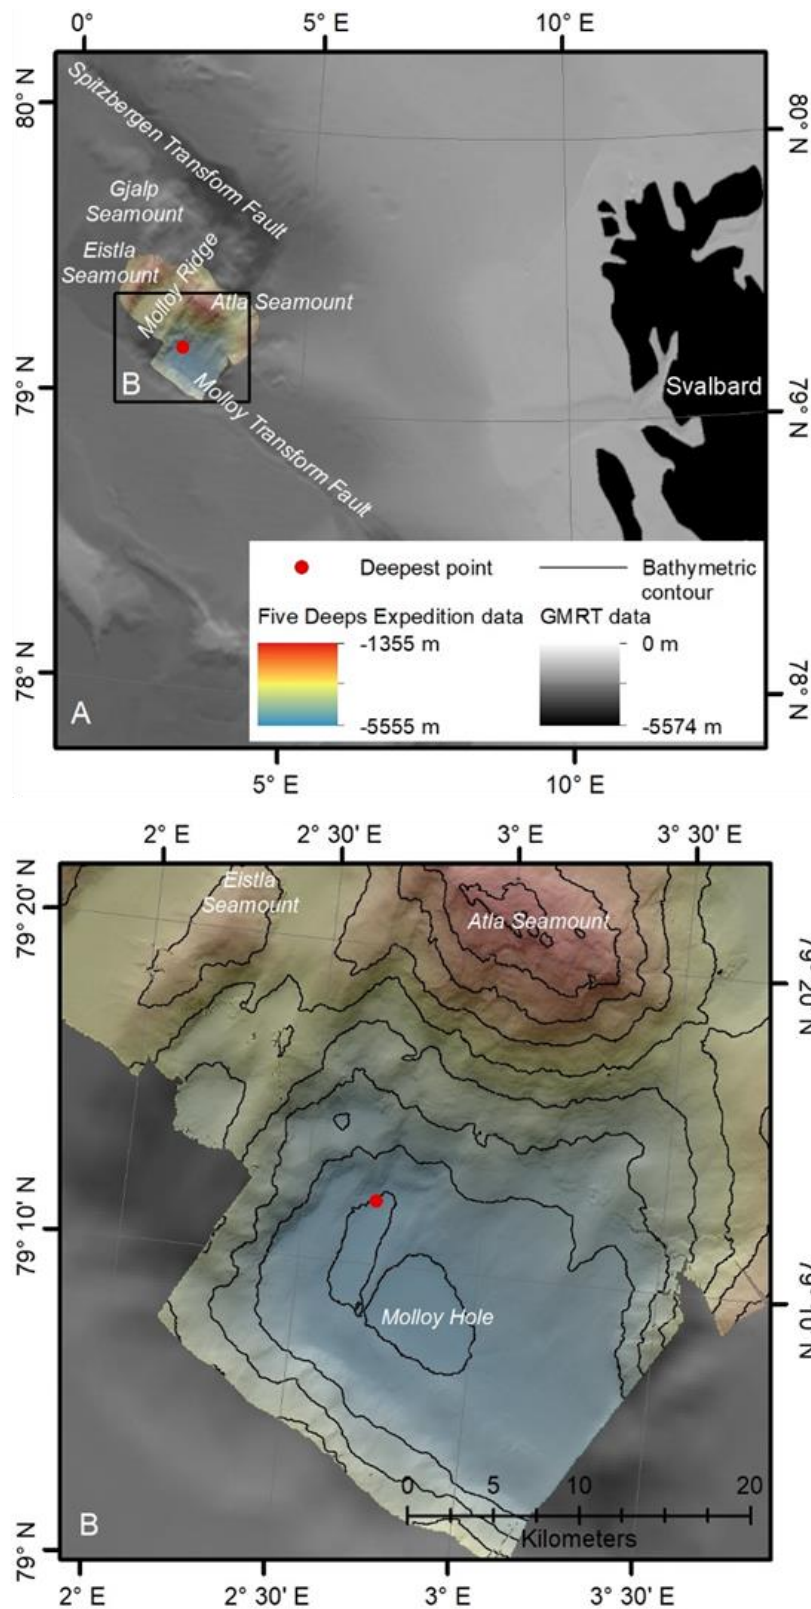 0°
5° E
10° E
80° N
80° N
Spitzbergen Transform Fault
Gjalp
Seamount
Eistla
Seamount
Molloy Ridge
Atla Seamount
B
Molloy Transform Fault
79° N
79° N
Svalbard
Deepest point
Bathymetric
contour
Five Deeps Expedition data
GMRT data
-1355 m
0 m
-5555 m
-5574 m
78° N
78° N
A
5° E
10° E
2° E
2° 30' E
3° E
3° 30' E
79° 20' N
Eistla
Seamount
Atla Seamount
79° 20' N
79° 10' N
Molloy Hole
79° 10' N
0
5
10
20
Kilometers
B
79° N
2° E
2° 30' E
3° E
3° 30' E